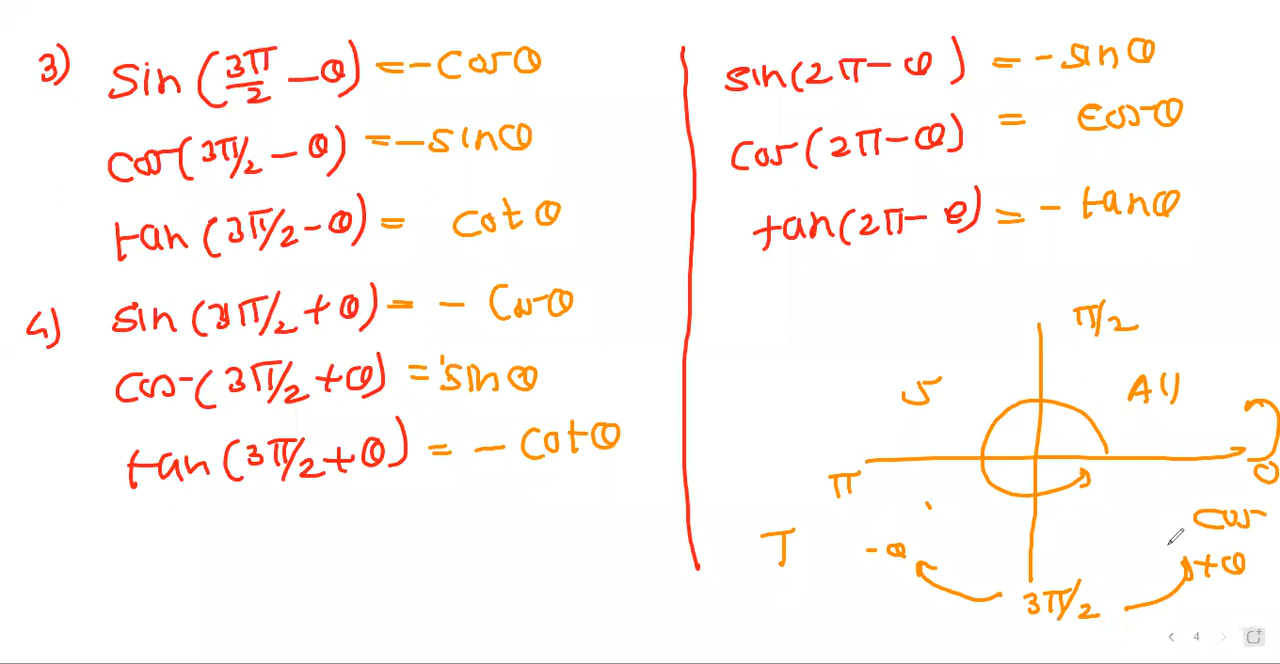 3) sin(3π/2 - θ) = -cosθ
cos(3π/2 - θ) = -sinθ
tan(3π/2 - θ) = cotθ
4) sin(3π/2 + θ) = - cosθ
cos(3π/2 + θ) = sinθ
tan(3π/2 + θ) = - cotθ
sin(2π - θ) = -sinθ
cos(2π - θ) = cosθ
tan(2π - θ) = - tanθ
π/2
S
All
π
0
T
cos
-θ
+θ
3π/2
4